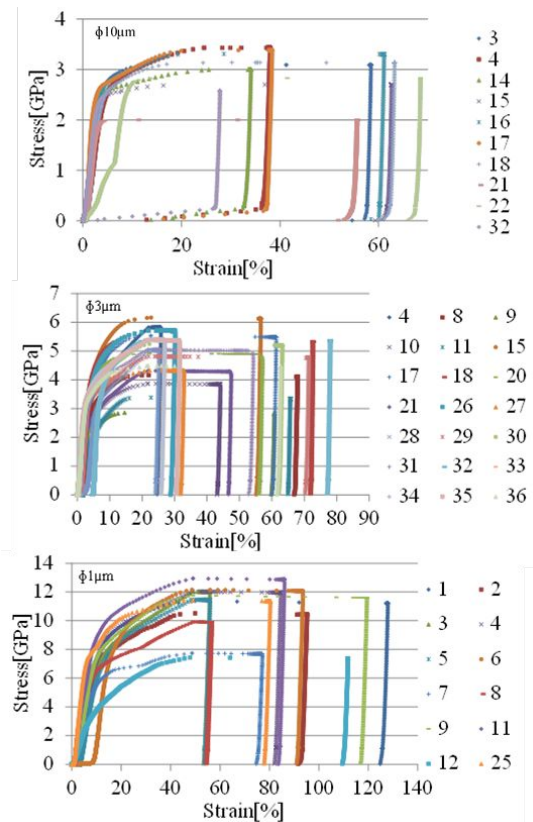 ϕ10μm
Stress[GPa]
4
3
2
1
0
0 20 40 60
Strain[%]
3
4
14
15
16
17
18
21
22
32
ϕ3μm
Stress[GPa]
7
6
5
4
3
2
1
0
0 10 20 30 40 50 60 70 80 90
Strain[%]
4 8 9
10 11 15
17 18 20
21 26 27
28 29 30
31 32 33
34 35 36
ϕ1μm
Stress[GPa]
14
12
10
8
6
4
2
0
0 20 40 60 80 100 120 140
Strain[%]
1 2
3 4
5 6
7 8
9 11
12 25